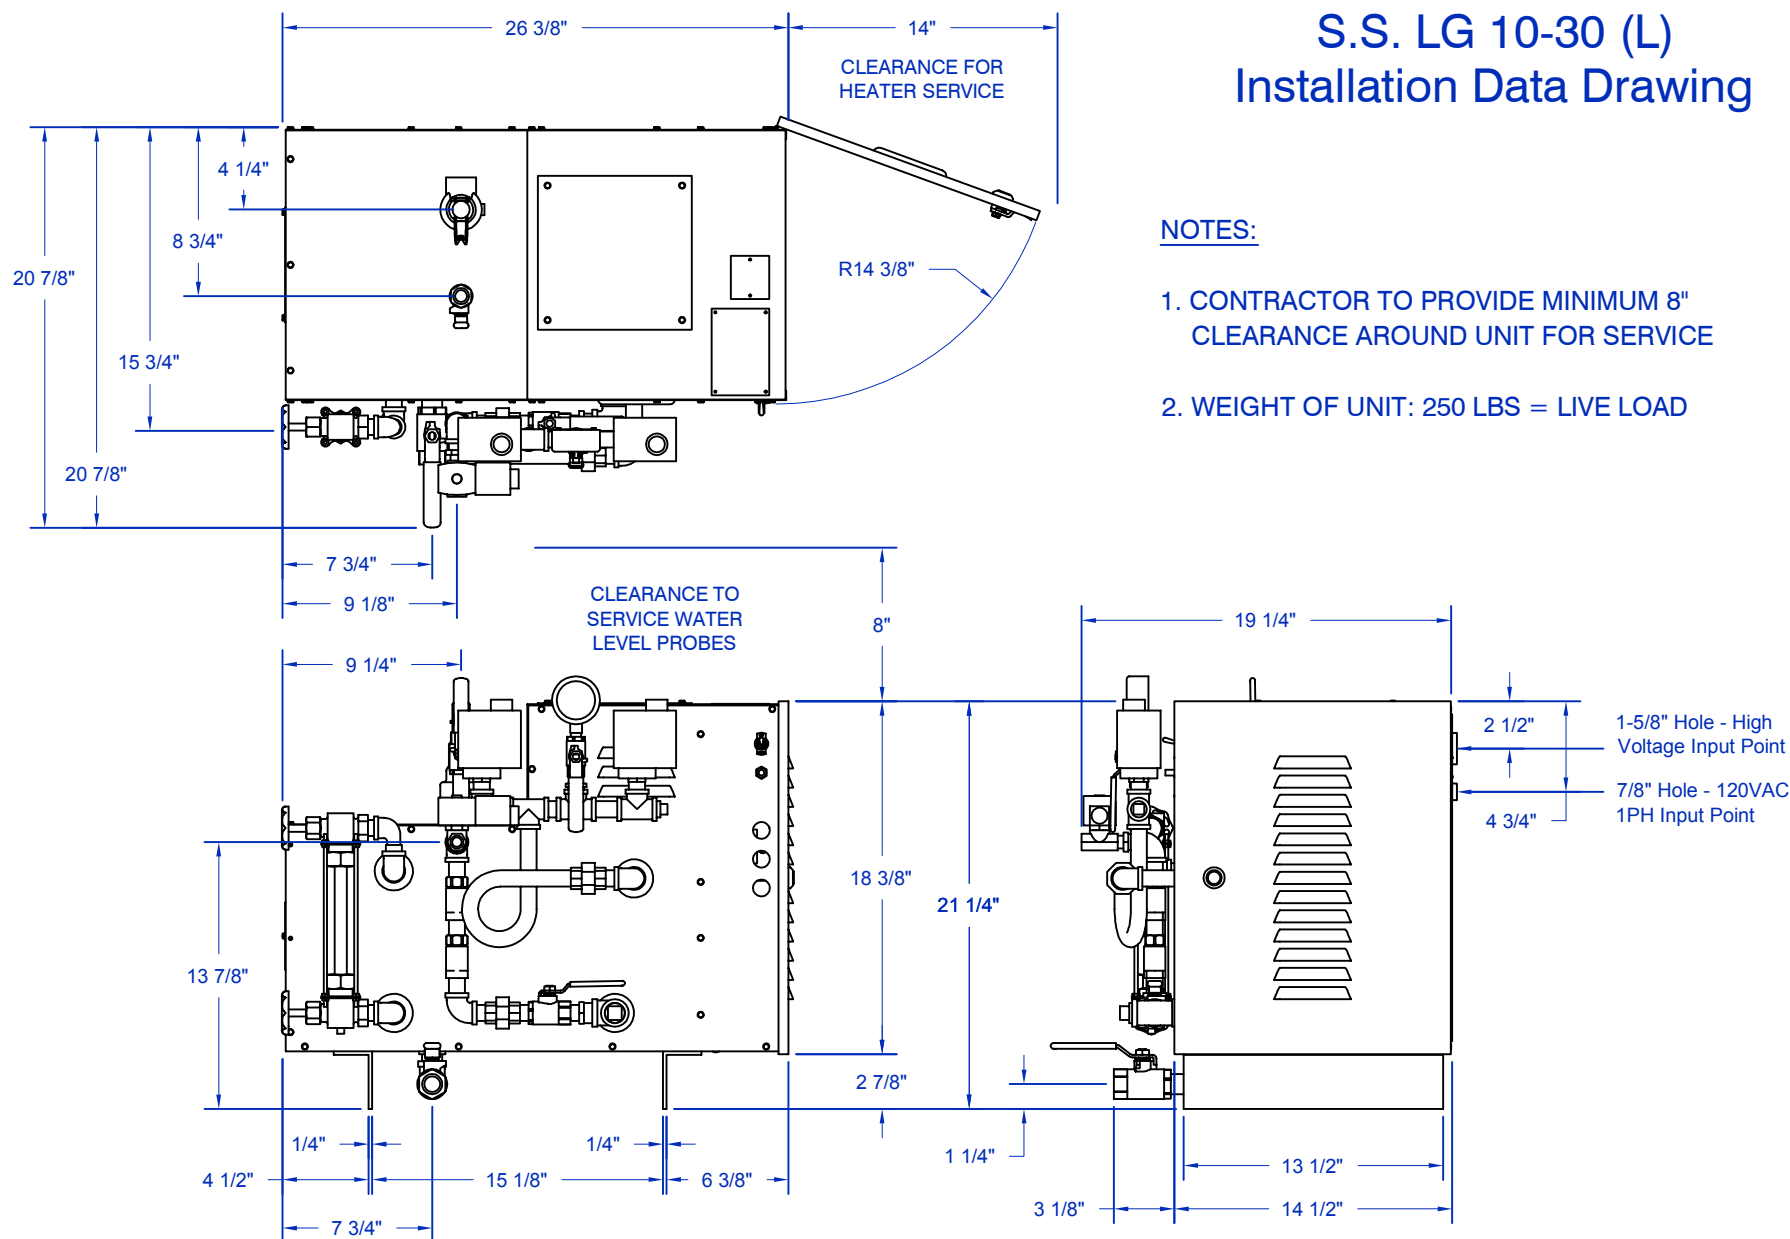 S.S. LG 10-30 (L)
Installation Data Drawing
26 3/8"
14"
CLEARANCE FOR
HEATER SERVICE
4 1/4"
8 3/4"
20 7/8"
15 3/4"
20 7/8"
R14 3/8"
7 3/4"
9 1/8"
NOTES:
1. CONTRACTOR TO PROVIDE MINIMUM 8"
CLEARANCE AROUND UNIT FOR SERVICE
2. WEIGHT OF UNIT: 250 LBS = LIVE LOAD
CLEARANCE TO
SERVICE WATER
LEVEL PROBES
8"
9 1/4"
18 3/8"
21 1/4"
13 7/8"
2 7/8"
1/4"
1/4"
4 1/2"
15 1/8"
6 3/8"
7 3/4"
19 1/4"
2 1/2"
1-5/8" Hole - High
Voltage Input Point
7/8" Hole - 120VAC
1PH Input Point
4 3/4"
1 1/4"
13 1/2"
3 1/8"
14 1/2"